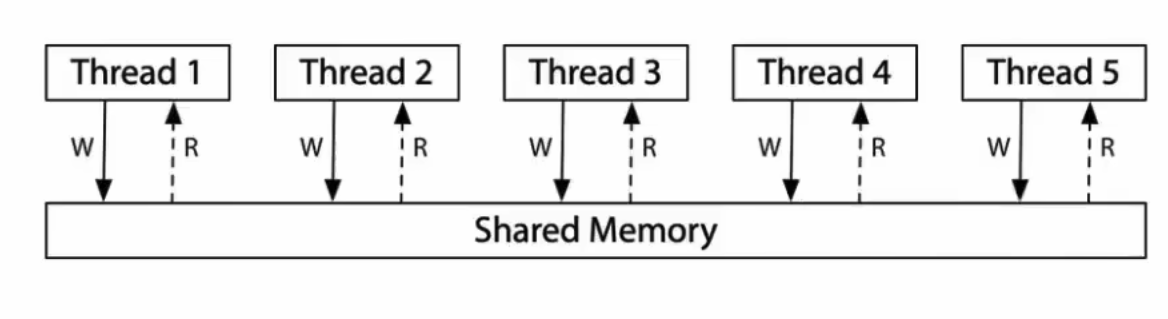 Thread 1 Thread 2 Thread 3 Thread 4 Thread 5
W R W R W R W R W R
Shared Memory